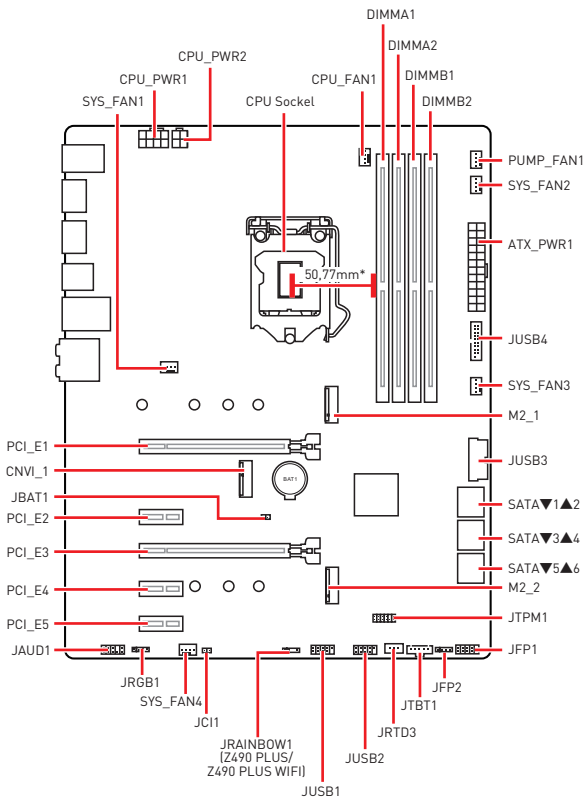 DIMMA1
DIMMA2
CPU_PWR2
DIMMB1
CPU_PWR1
CPU_FAN1
DIMMB2
SYS_FAN1
CPU Sockel
PUMP_FAN1
SYS_FAN2
ATX_PWR1
50,77mm*
JUSB4
SYS_FAN3
M2_1
PCI_E1
JUSB3
CNVI_1
BAT1
JBAT1
SATA▼1▲2
PCI_E2
SATA▼3▲4
PCI_E3
SATA▼5▲6
PCI_E4
M2_2
JTPM1
PCI_E5
JAUD1
JFP1
JRGB1
JFP2
SYS_FAN4
JTBT1
JCI1
JRTD3
JRAINBOW1
(Z490 PLUS/
Z490 PLUS WIFI)
JUSB2
JUSB1